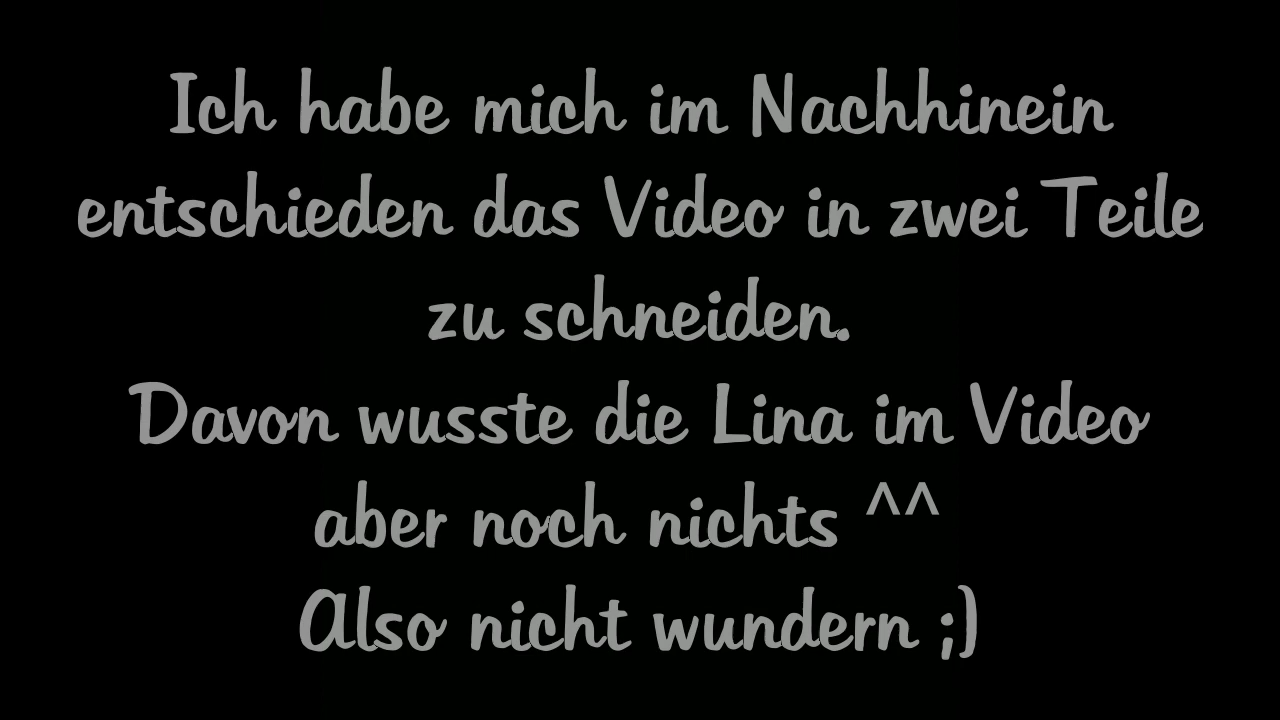 Ich habe mich im Nachhinein
entschieden das Video in zwei Teile
zu schneiden.
Davon wusste die Lina im Video
aber noch nichts ^^
Also nicht wundern ;)